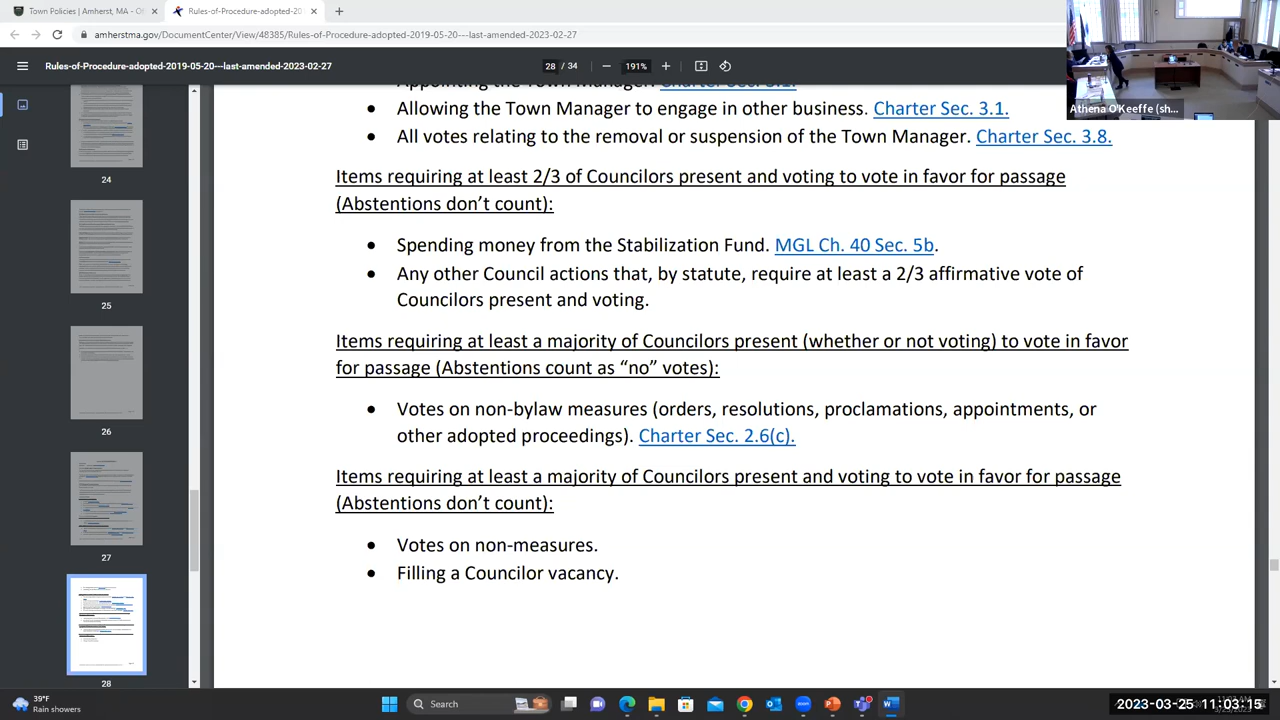 Town Policies | Amherst, MA - Of
Rules-of-Procedure-adopted-20
amherstma.gov/DocumentCenter/View/48385/Rules-of-Procedure-adopted-2019-05-20---last-amended-2023-02-27
Rules-of-Procedure-adopted-2019-05-20---last-amended-2023-02-27
28 / 34
191%
Athena O'Keeffe (sh...
24
25
26
27
28
Appointing the Town Manager. Charter Sec. 3.1.
• Allowing the Town Manager to engage in other business. Charter Sec. 3.1.
• All votes relating to the removal or suspension of the Town Manager. Charter Sec. 3.8.
Items requiring at least 2/3 of Councilors present and voting to vote in favor for passage
(Abstentions don't count):
• Spending money from the Stabilization Fund. MGL Ch. 40 Sec. 5b.
• Any other Council actions that, by statute, require at least a 2/3 affirmative vote of
Councilors present and voting.
Items requiring at least a majority of Councilors present (whether or not voting) to vote in favor
for passage (Abstentions count as “no” votes):
• Votes on non-bylaw measures (orders, resolutions, proclamations, appointments, or
other adopted proceedings). Charter Sec. 2.6(c).
Items requiring at least a majority of Councilors present and voting to vote in favor for passage
(Abstentions don't count):
• Votes on non-measures.
• Filling a Councilor vacancy.
39°F
Rain showers
Search
2023-03-25 11:03:15